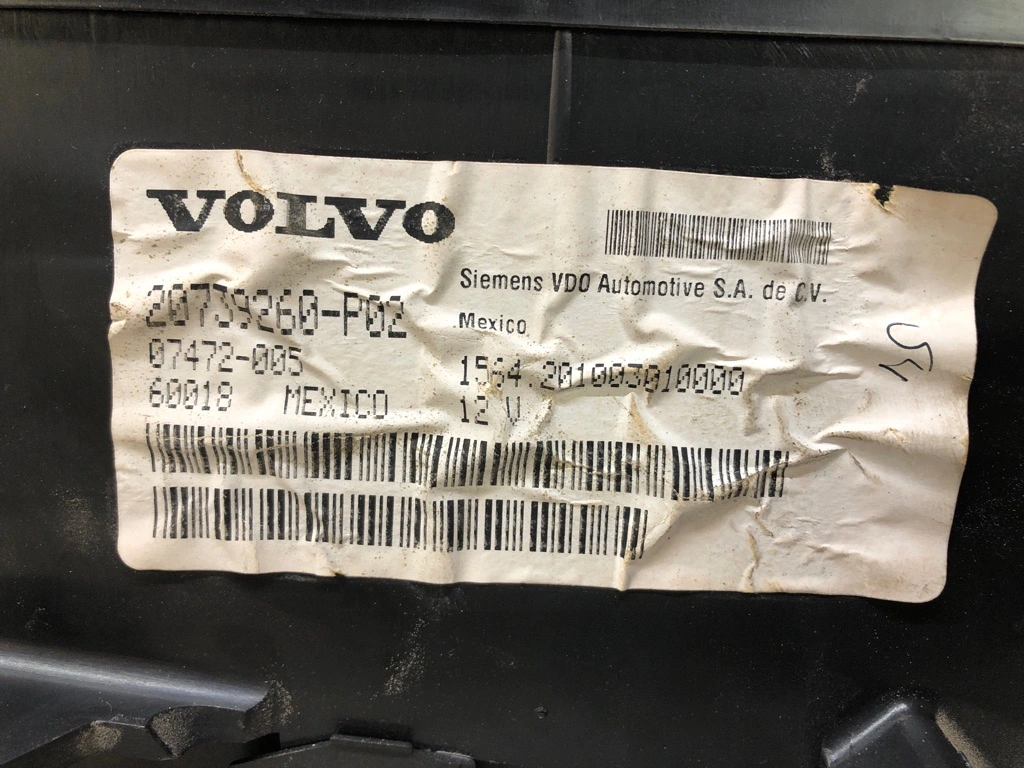 VOLVO
20739260-P02
07472-005
60018 MEXICO
Siemens VDO Automotive S.A. de C.V.
Mexico
1564.201003010000
12 V